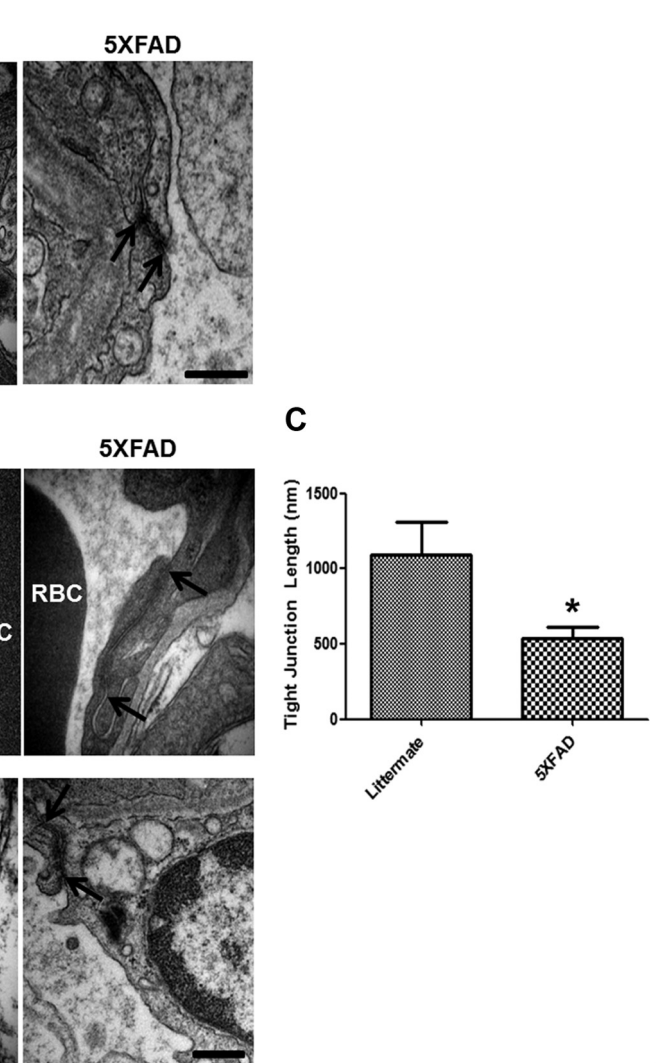 5XFAD
C
5XFAD
RBC
C
Tight Junction Length (nm)
1500
1000
500
0
*
Littermate
5XFAD